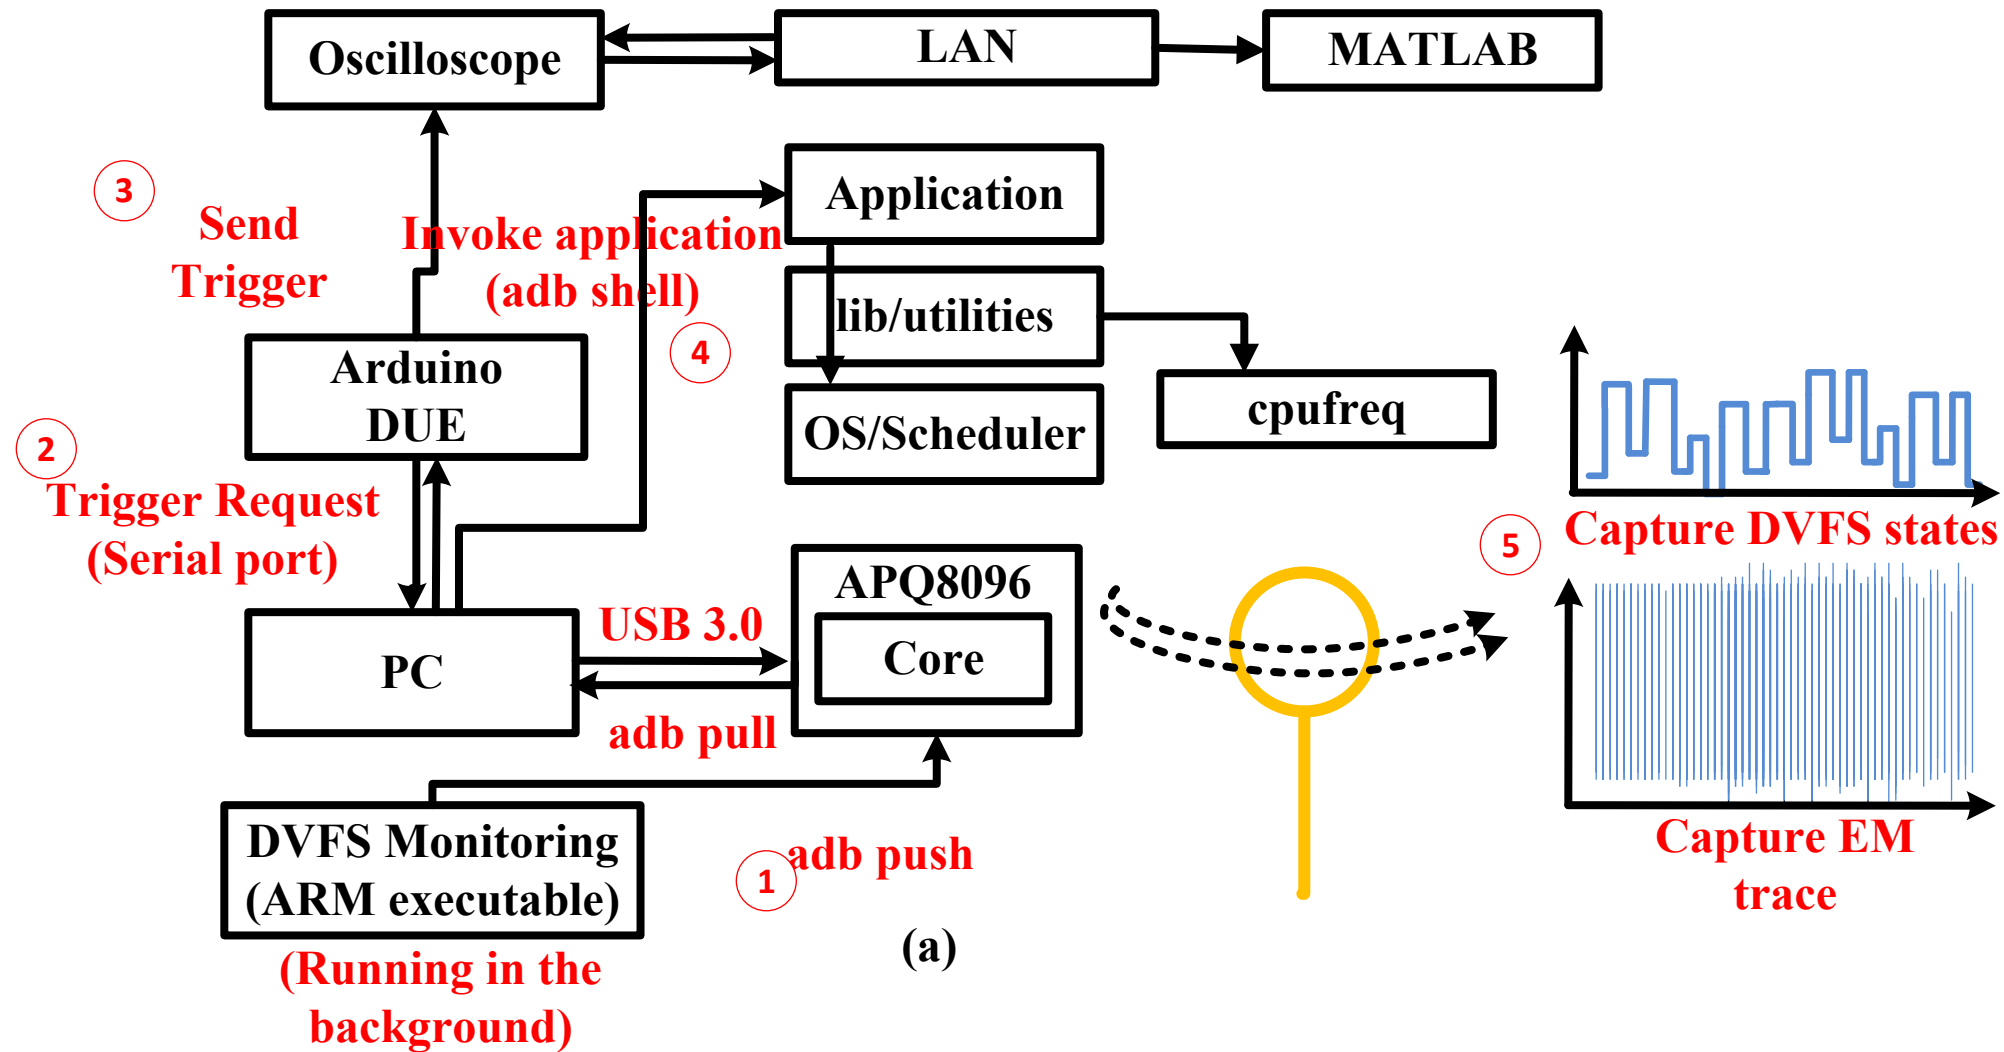 Oscilloscope
LAN
MATLAB
3
Send
Trigger
Invoke application
(adb shell)
4
Application
lib/utilities
OS/Scheduler
cpufreq
Arduino
DUE
2
Trigger Request
(Serial port)
PC
USB 3.0
adb pull
APQ8096
Core
5
Capture DVFS states
Capture EM
trace
DVFS Monitoring
(ARM executable)
(Running in the
background)
1
adb push
(a)